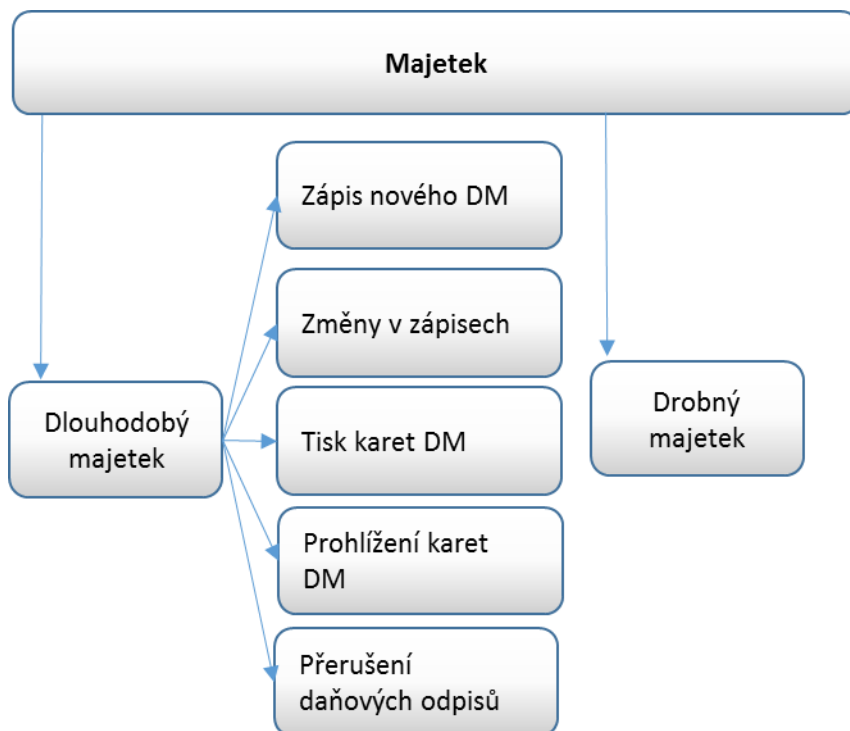 Majetek
Zápis nového DM
Změny v zápisech
Dlouhodobý
majetek
Tisk karet DM
Drobný
majetek
Prohlížení karet
DM
Přerušení
daňových odpisů